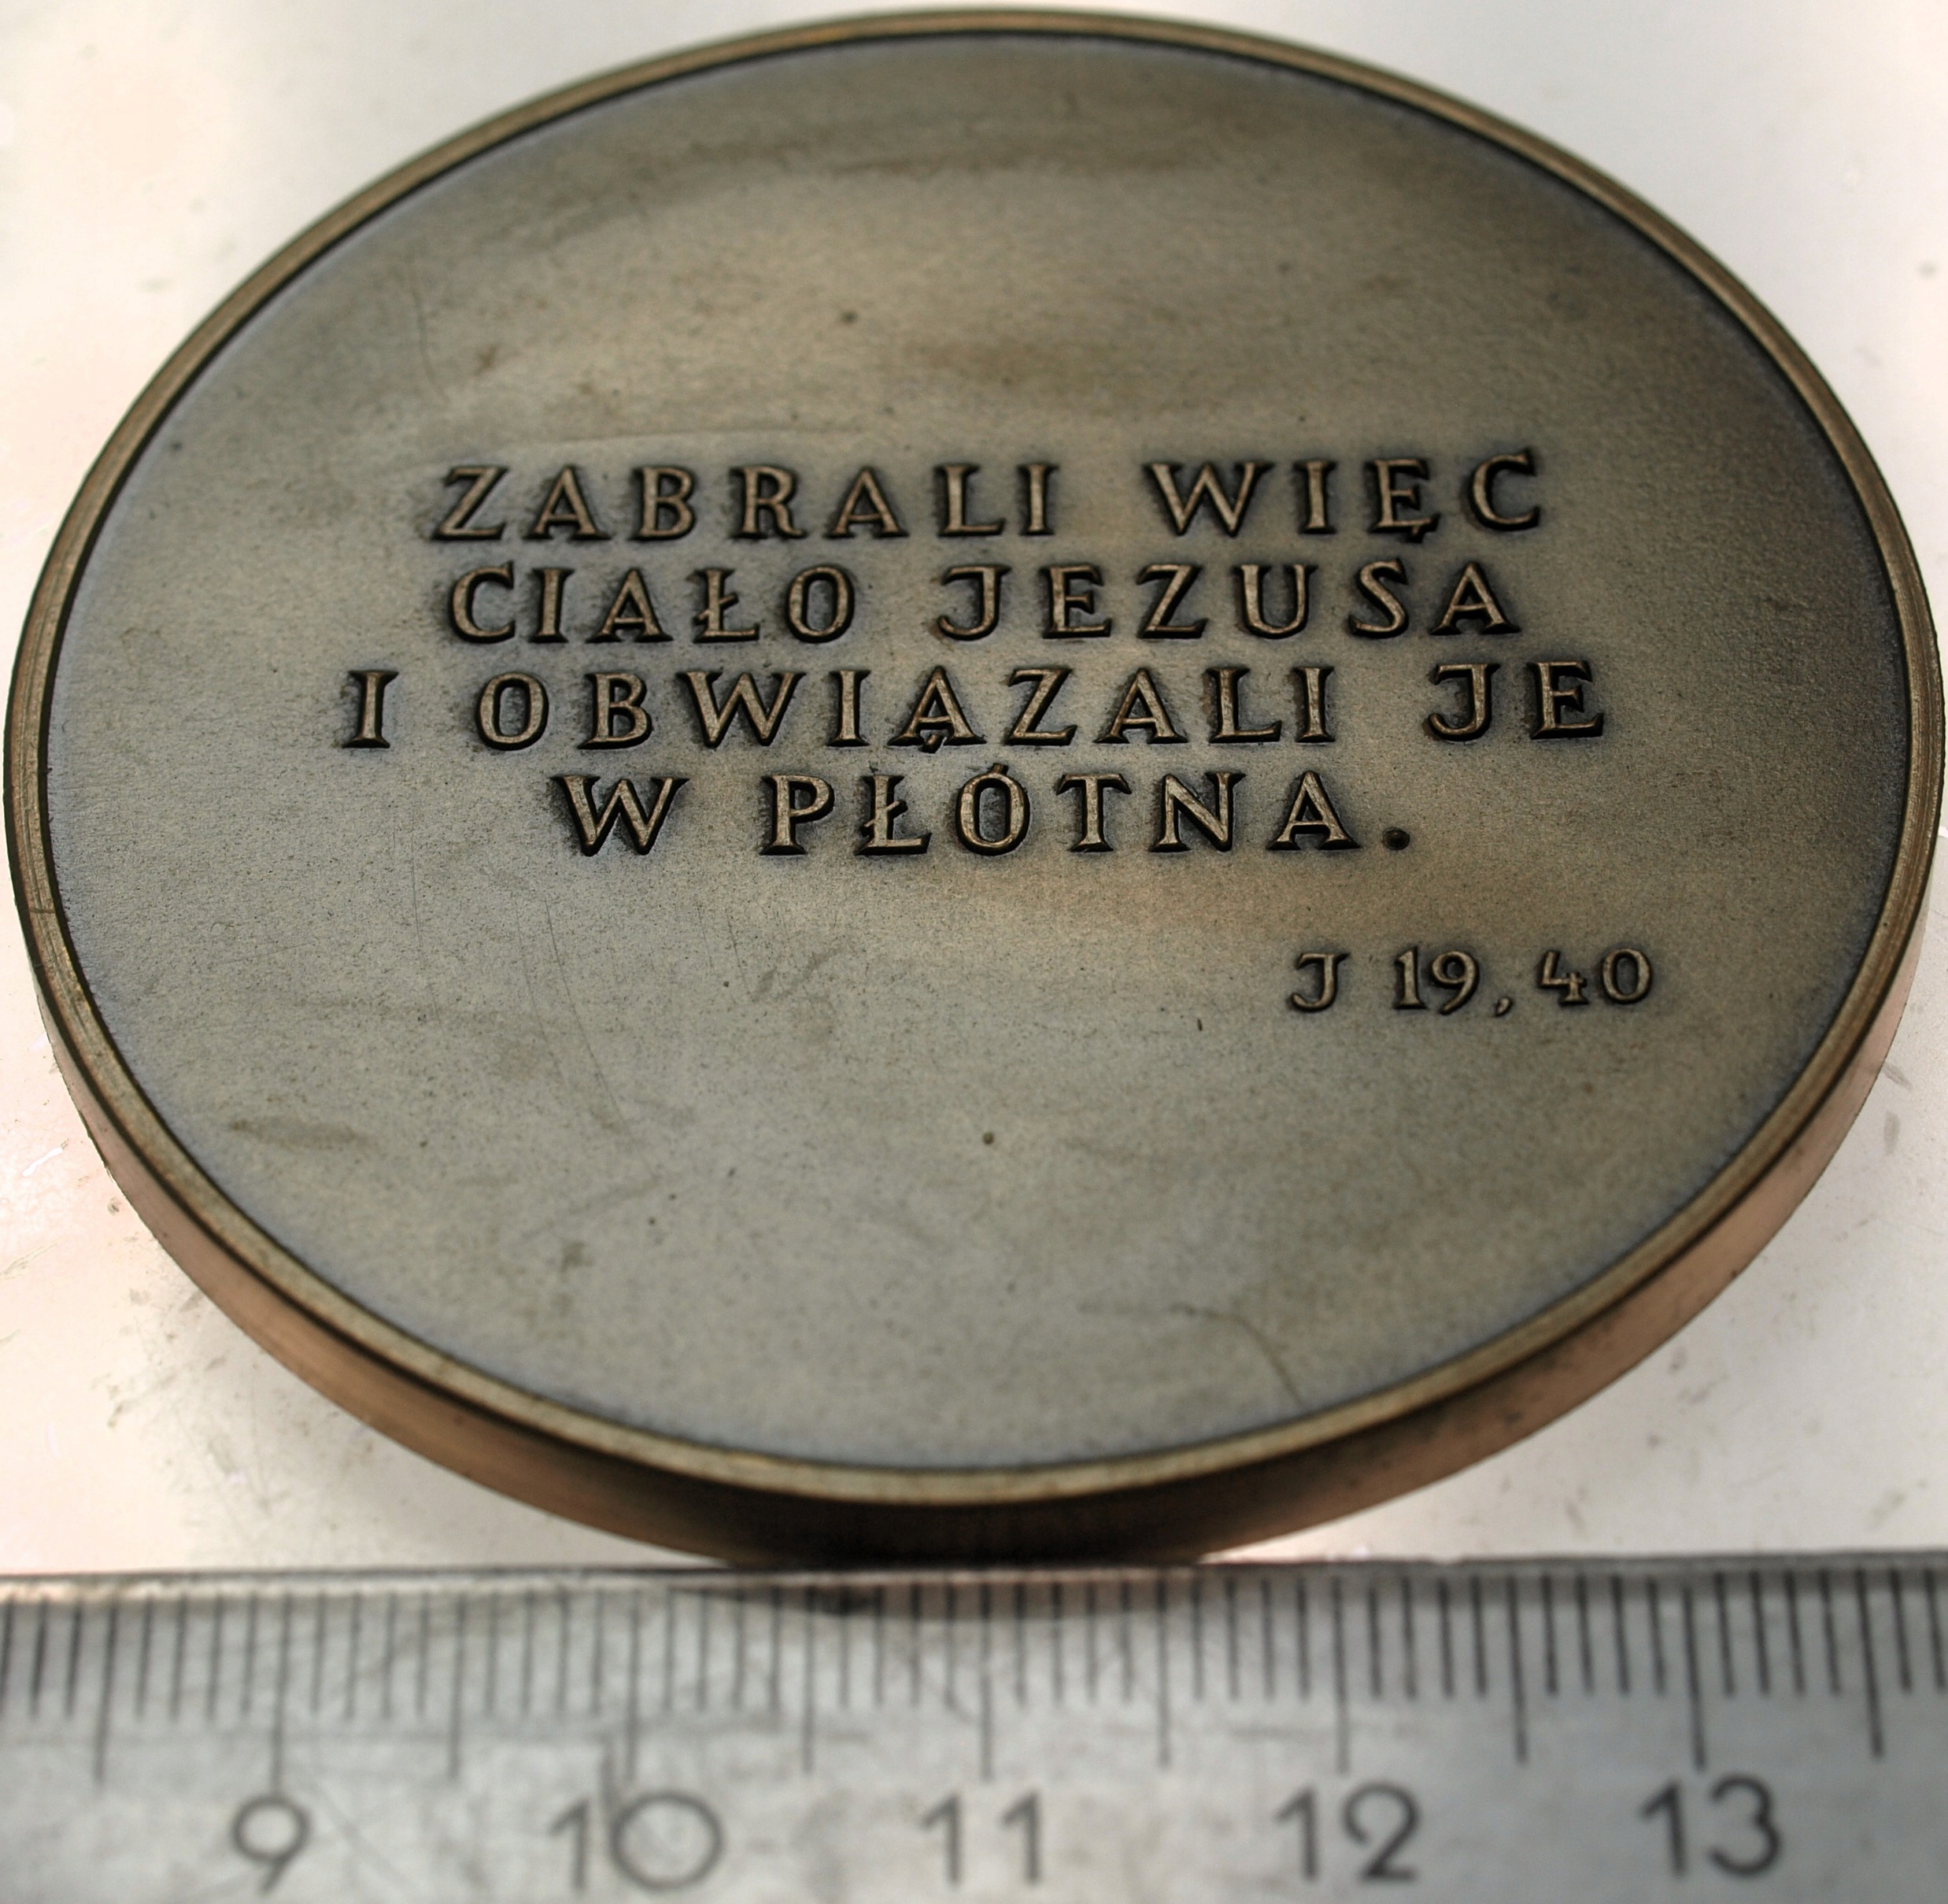 ZABRALI WIĘC
CIAŁO JEZUSA
I OBWIĄZALI JE
W PŁÓTNA.
J 19,40
9 10 11 12 13